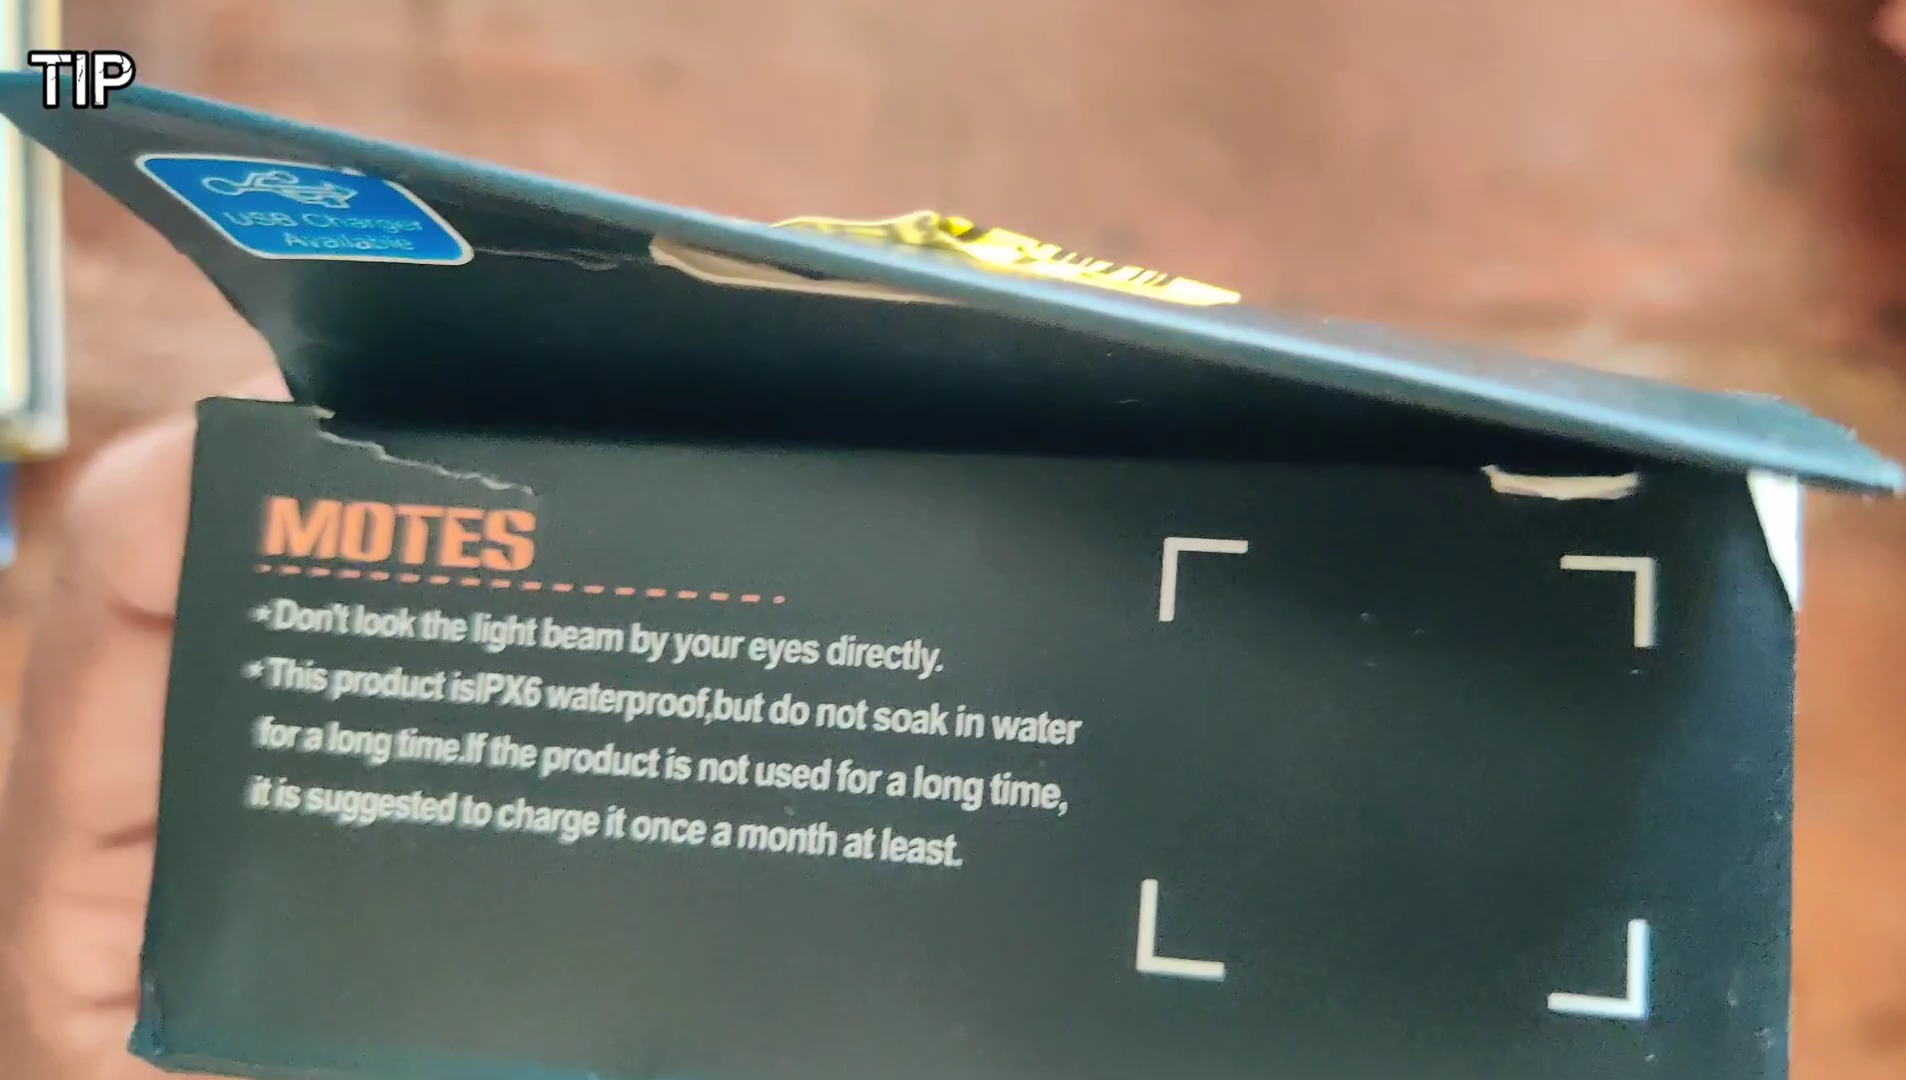 TIP
USB Charger
Available
MOTES
*Don't look the light beam by your eyes directly.
*This product isIPX6 waterproof,but do not soak in water
for a long time.If the product is not used for a long time,
it is suggested to charge it once a month at least.